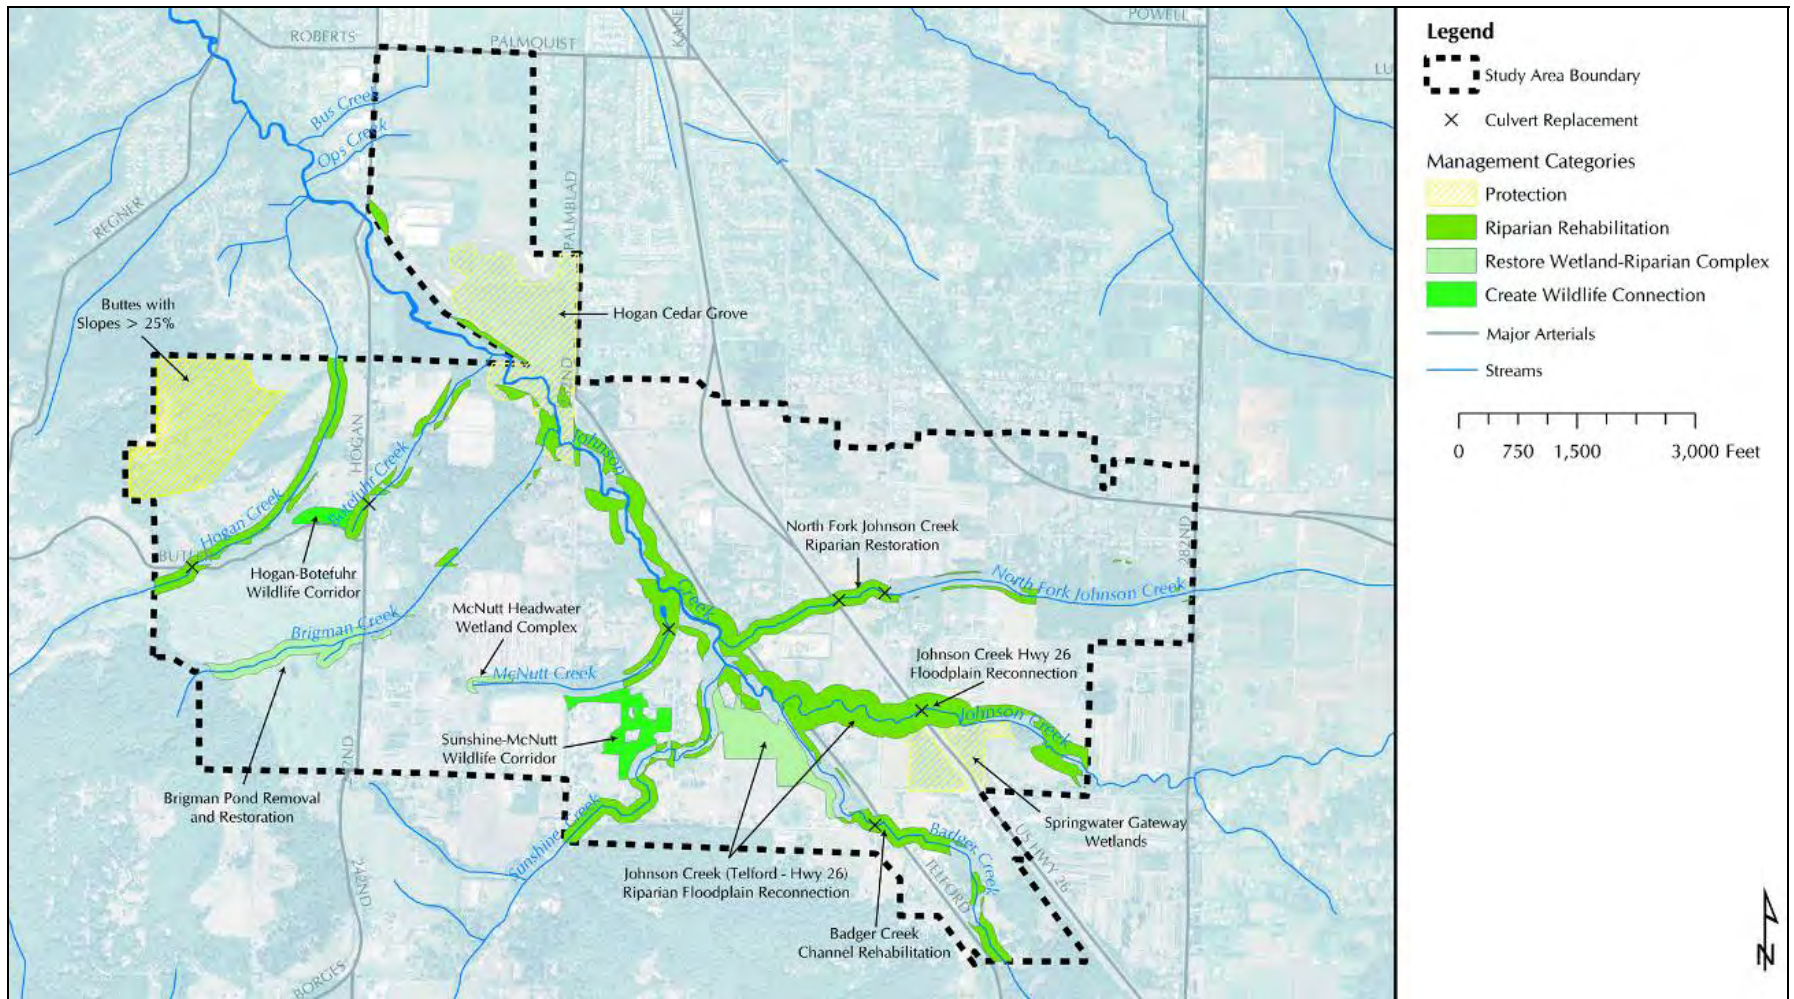 ROBERTS
PALMQUIST
KANE
POWELL
LU
Bus Creek
Ops Creek
REGNER
PALMBLAD
Buttes with
Slopes > 25%
Hogan Cedar Grove
HOGAN
Johnson
Creek
Hogan Creek
Botefuhr Creek
282ND
BUTLER
Hogan-Botefuhr
Wildlife Corridor
North Fork Johnson Creek
Riparian Restoration
North Fork Johnson Creek
McNutt Headwater
Wetland Complex
Brigman Creek
McNutt Creek
Johnson Creek Hwy 26
Floodplain Reconnection
Johnson Creek
Sunshine-McNutt
Wildlife Corridor
Brigman Pond Removal
and Restoration
Springwater Gateway
Wetlands
Sunshine Creek
Badger Creek
US HWY 26
TELFORD
242ND
Johnson Creek (Telford - Hwy 26)
Riparian Floodplain Reconnection
Badger Creek
Channel Rehabilitation
BORGES
Legend
Study Area Boundary
Culvert Replacement
Management Categories
Protection
Riparian Rehabilitation
Restore Wetland-Riparian Complex
Create Wildlife Connection
Major Arterials
Streams
0 750 1,500 3,000 Feet
N